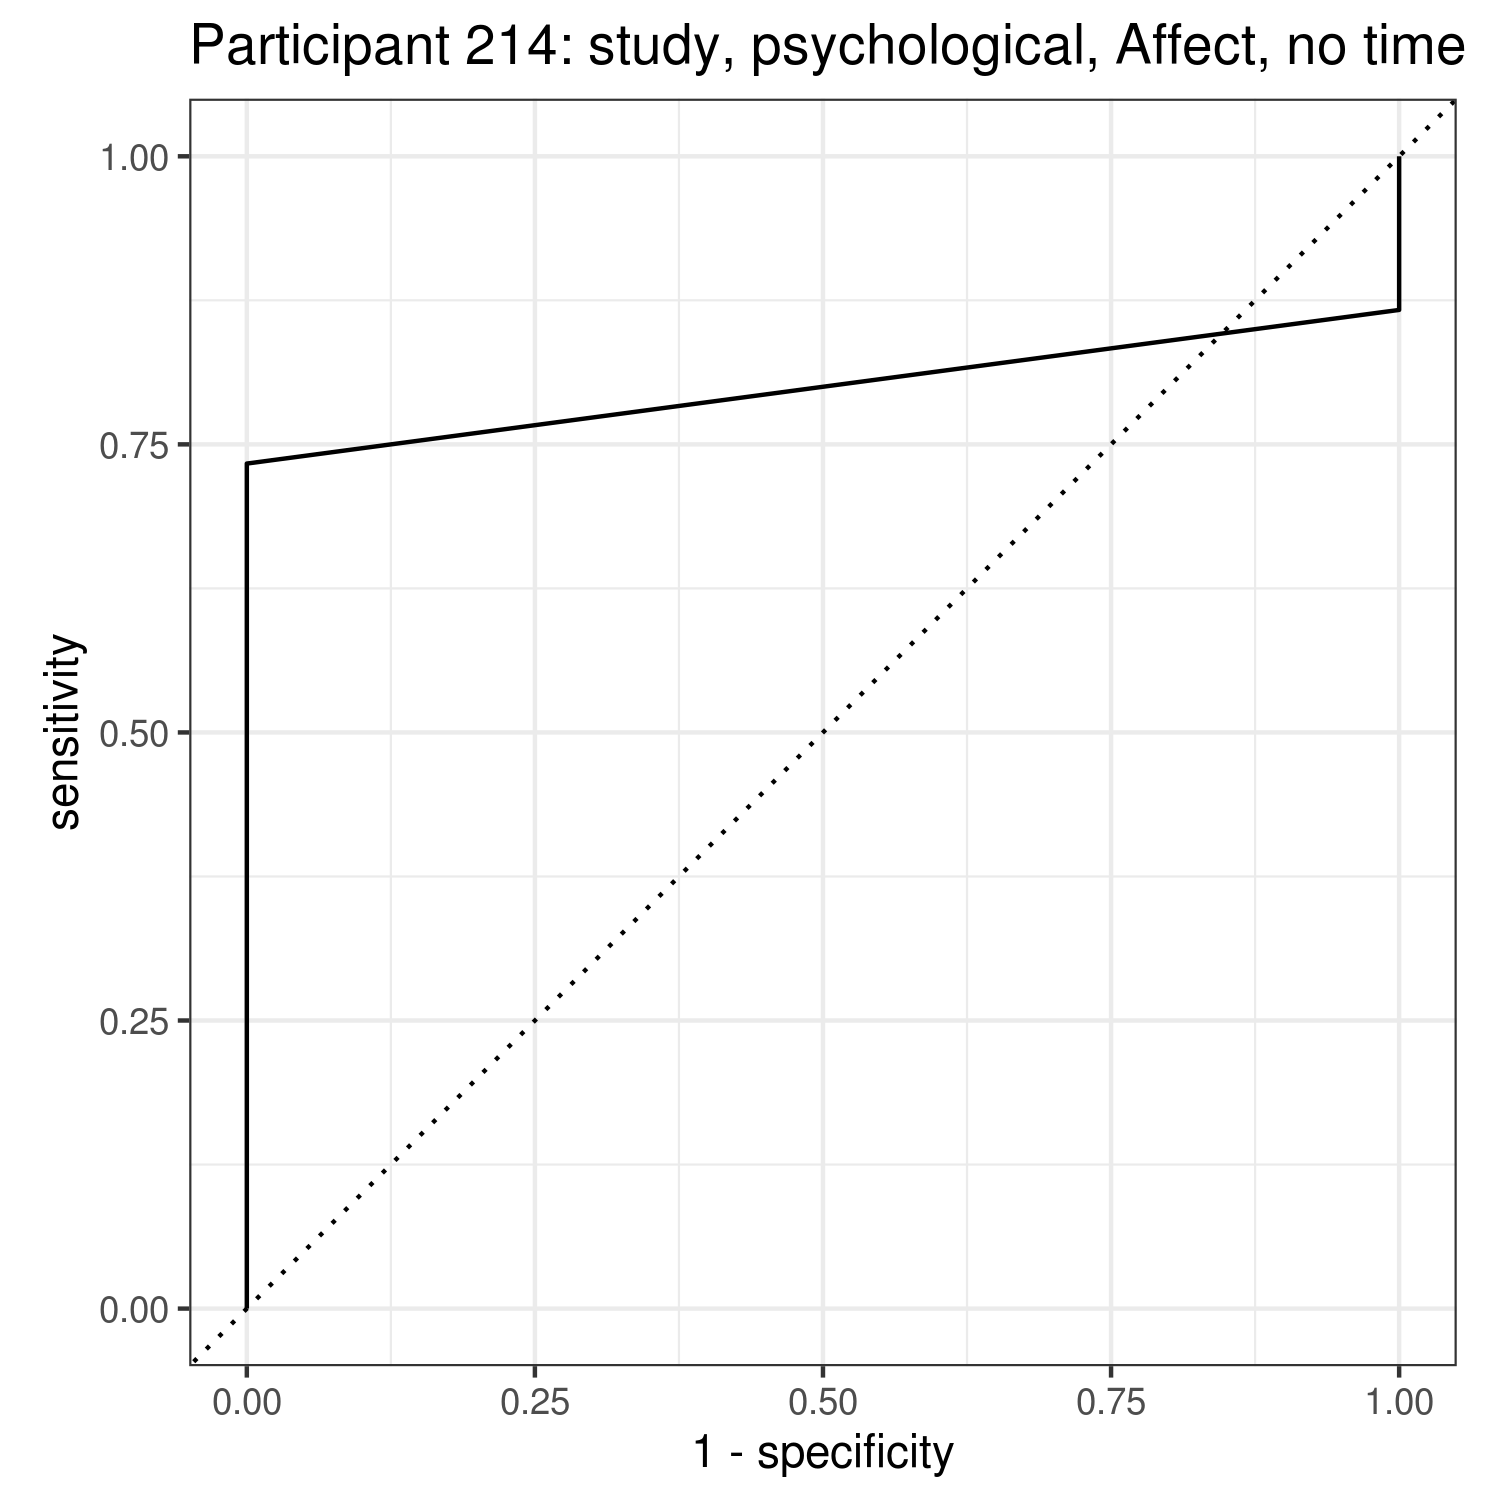 Participant 214: study, psychological, Affect, no time
1.00
0.75
0.50
0.25
0.00
sensitivity
0.00 0.25 0.50 0.75 1.00
1 - specificity